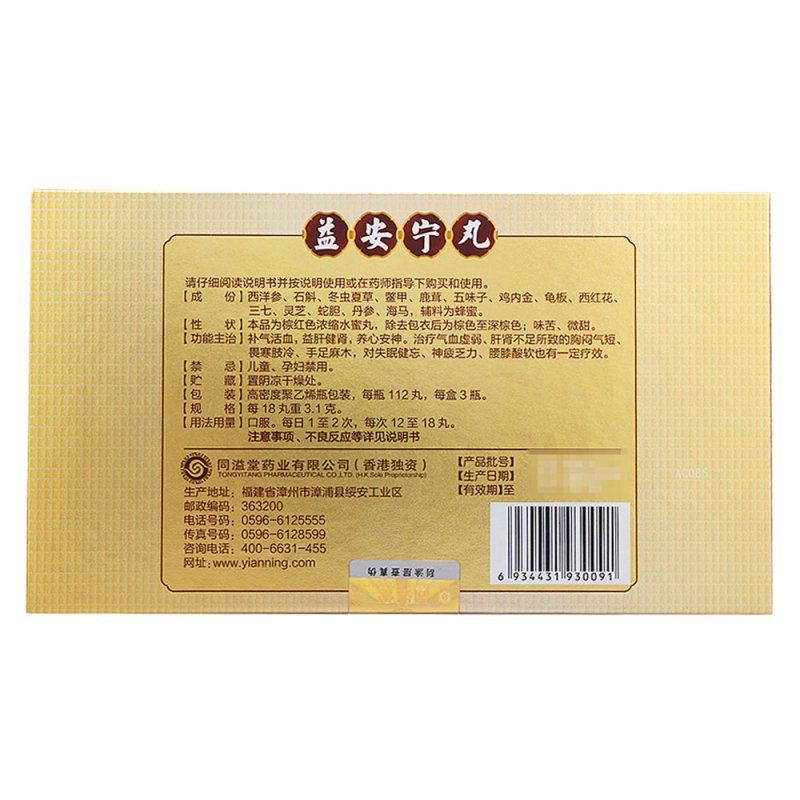 益安宁丸
请仔细阅读说明书并按说明使用或在药师指导下购买和使用。
【成 份】西洋参、石斛、冬虫夏草、鳖甲、鹿茸、五味子、鸡内金、龟板、西红花、
三七、灵芝、蛇胆、丹参、海马，辅料为蜂蜜。
【性 状】本品为棕红色浓缩水蜜丸，除去包衣后为棕色至深棕色；味苦、微甜。
【功能主治】补气活血，益肝健肾，养心安神。治疗气血虚弱、肝肾不足所致的胸闷气短、
畏寒肢冷、手足麻木，对失眠健忘、神疲乏力、腰膝酸软也有一定疗效。
【禁 忌】儿童、孕妇禁用。
【贮 藏】置阴凉干燥处。
【包 装】高密度聚乙烯瓶包装，每瓶112丸，每盒3瓶。
【规 格】每18丸重3.1克。
【用法用量】口服。每日1至2次，每次12至18丸。
注意事项、不良反应等详见说明书
同溢堂药业有限公司（香港独资）
TONGYITANG PHARMACEUTICAL CO.,LTD. (H.K.Sole Proprietorship)
生产地址：福建省漳州市漳浦县绥安工业区
邮政编码：363200
电话号码：0596-6125555
传真号码：0596-6128599
咨询电话：400-6631-455
网址：www.yianning.com
【产品批号】
【生产日期】
【有效期】至
6 934431 930091
刮涂层查真伪